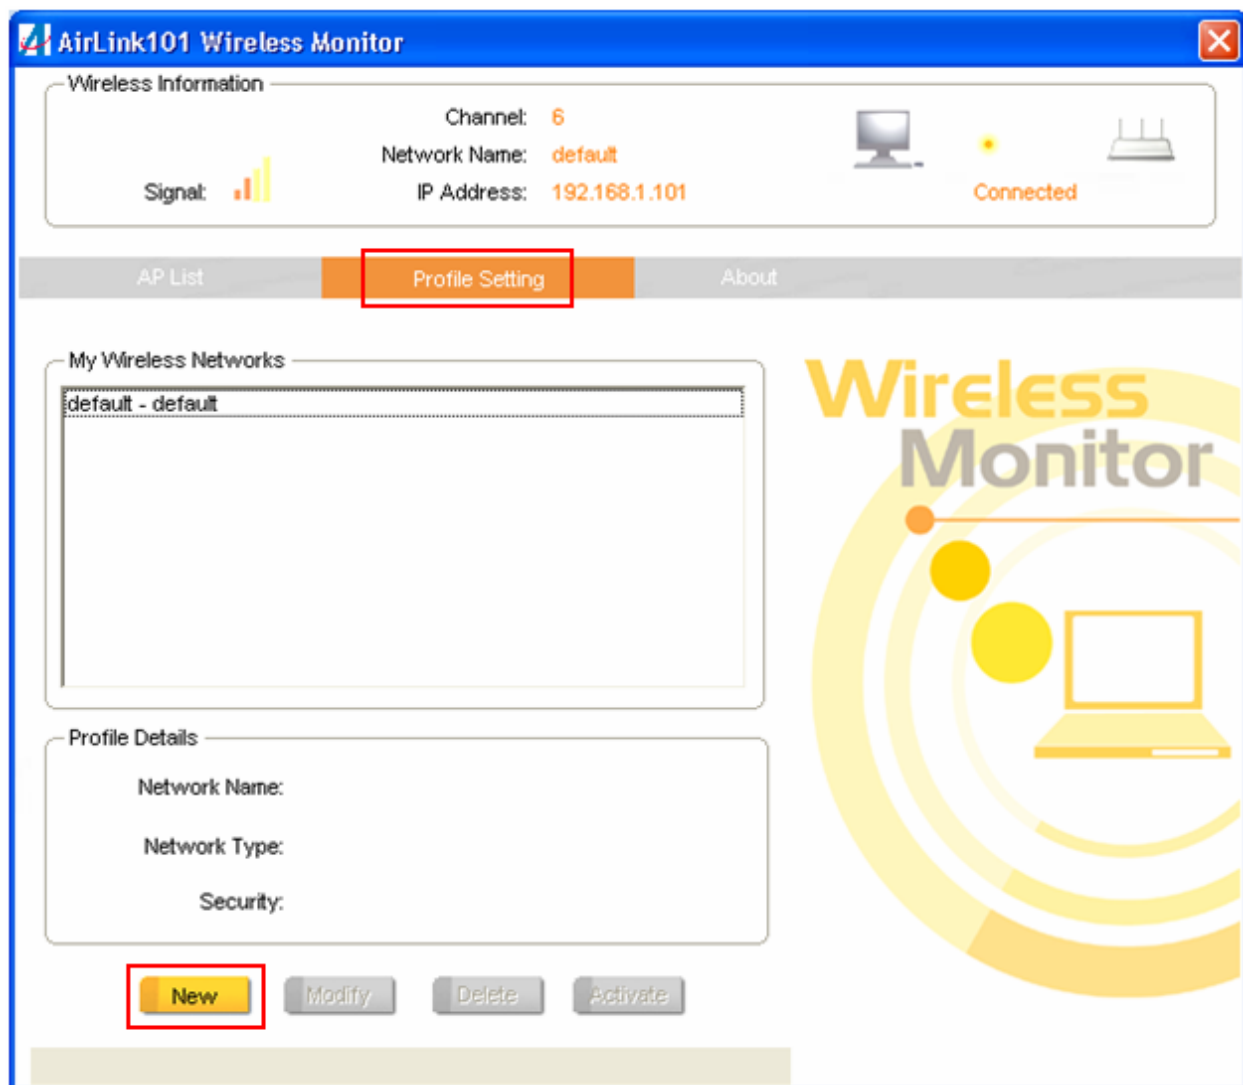 AirLink101 Wireless Monitor
Wireless Information
Channel: 6
Network Name: default
Signal:
IP Address: 192.168.1.101
Connected
AP List
Profile Setting
About
My Wireless Networks
default - default
Wireless
Monitor
Profile Details
Network Name:
Network Type:
Security:
New
Modify
Delete
Activate